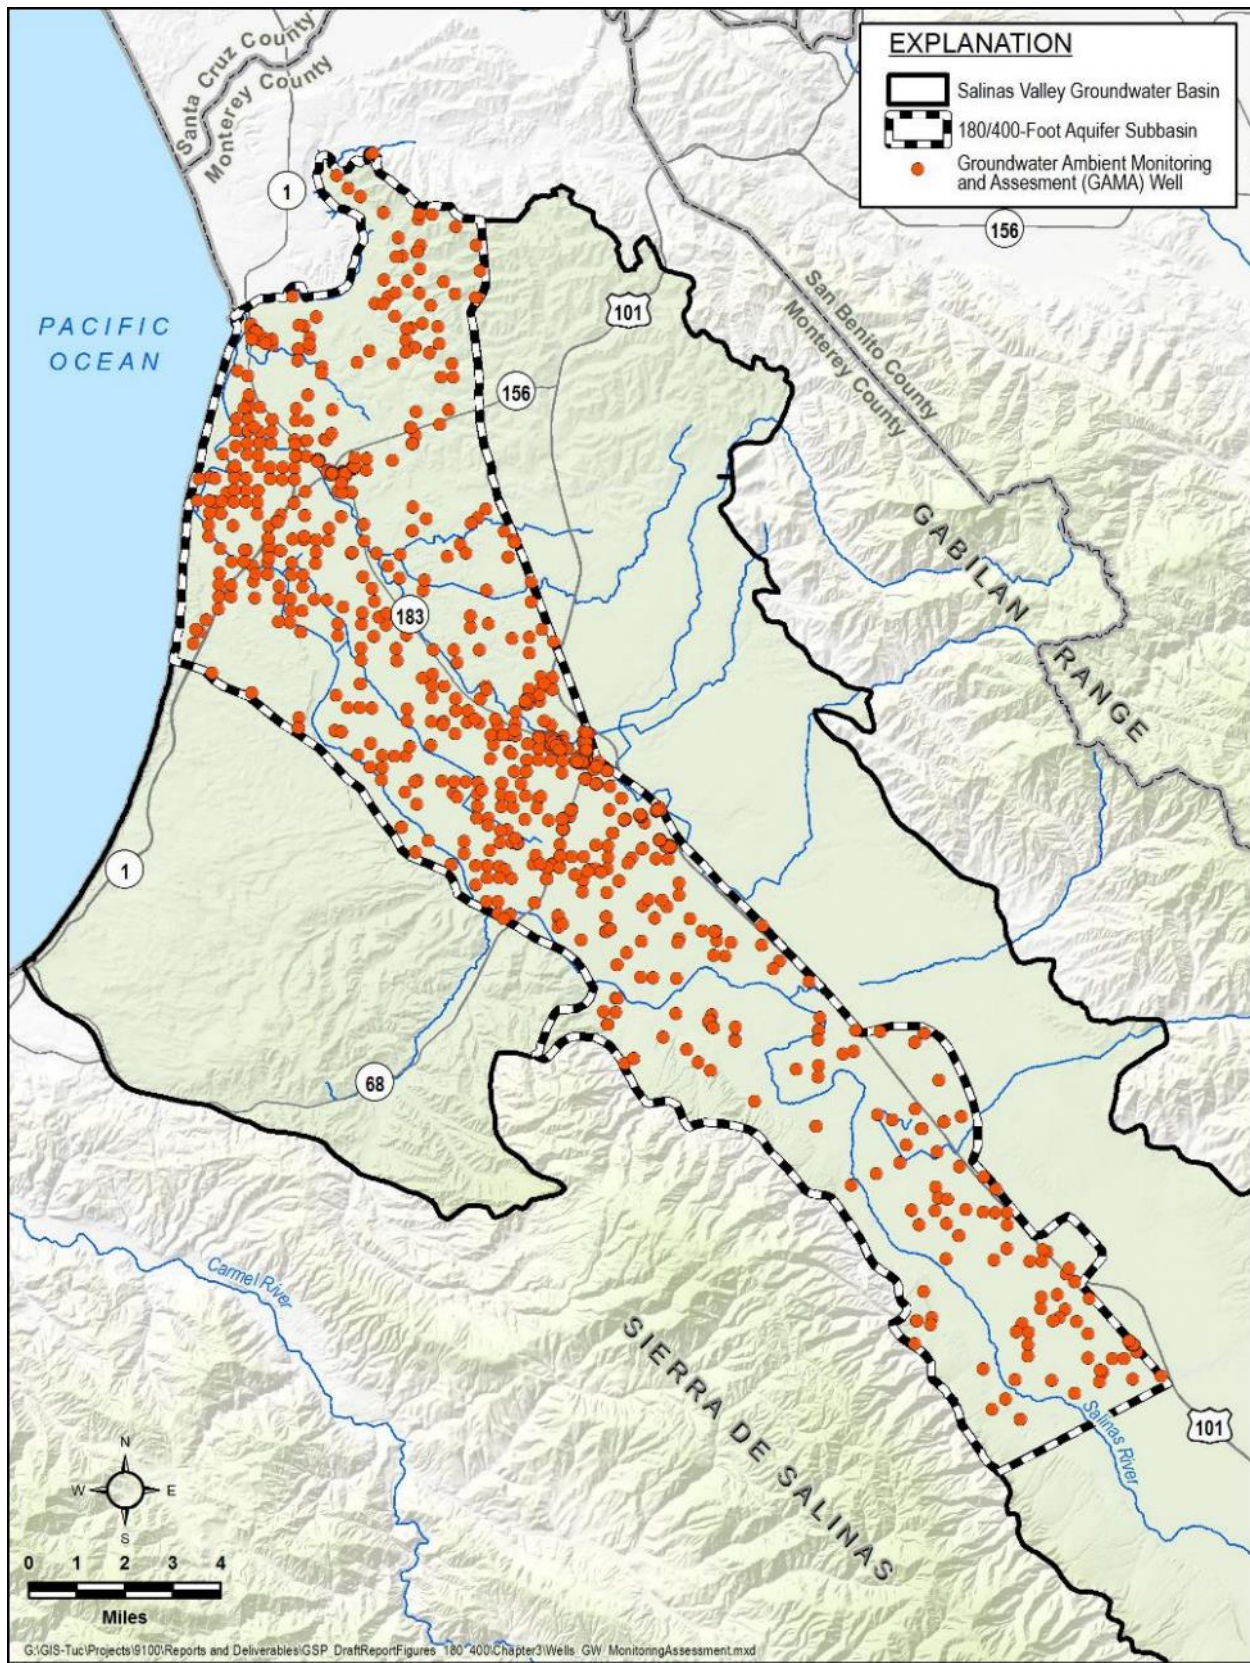 EXPLANATION
Salinas Valley Groundwater Basin
180/400-Foot Aquifer Subbasin
Groundwater Ambient Monitoring
and Assesment (GAMA) Well
Santa Cruz County
Monterey County
1
156
101
San Benito County
Monterey County
PACIFIC
OCEAN
156
GABILAN
RANGE
183
1
68
Carmel River
SIERRA DE SALINAS
Salinas River
101
N
W
E
S
0 1 2 3 4
Miles
G:\GIS-Tuc\Projects\9100\Reports and Deliverables\GSP_DraftReportFigures_180_400\Chapter3\Wells_GW_MonitoringAssessment.mxd